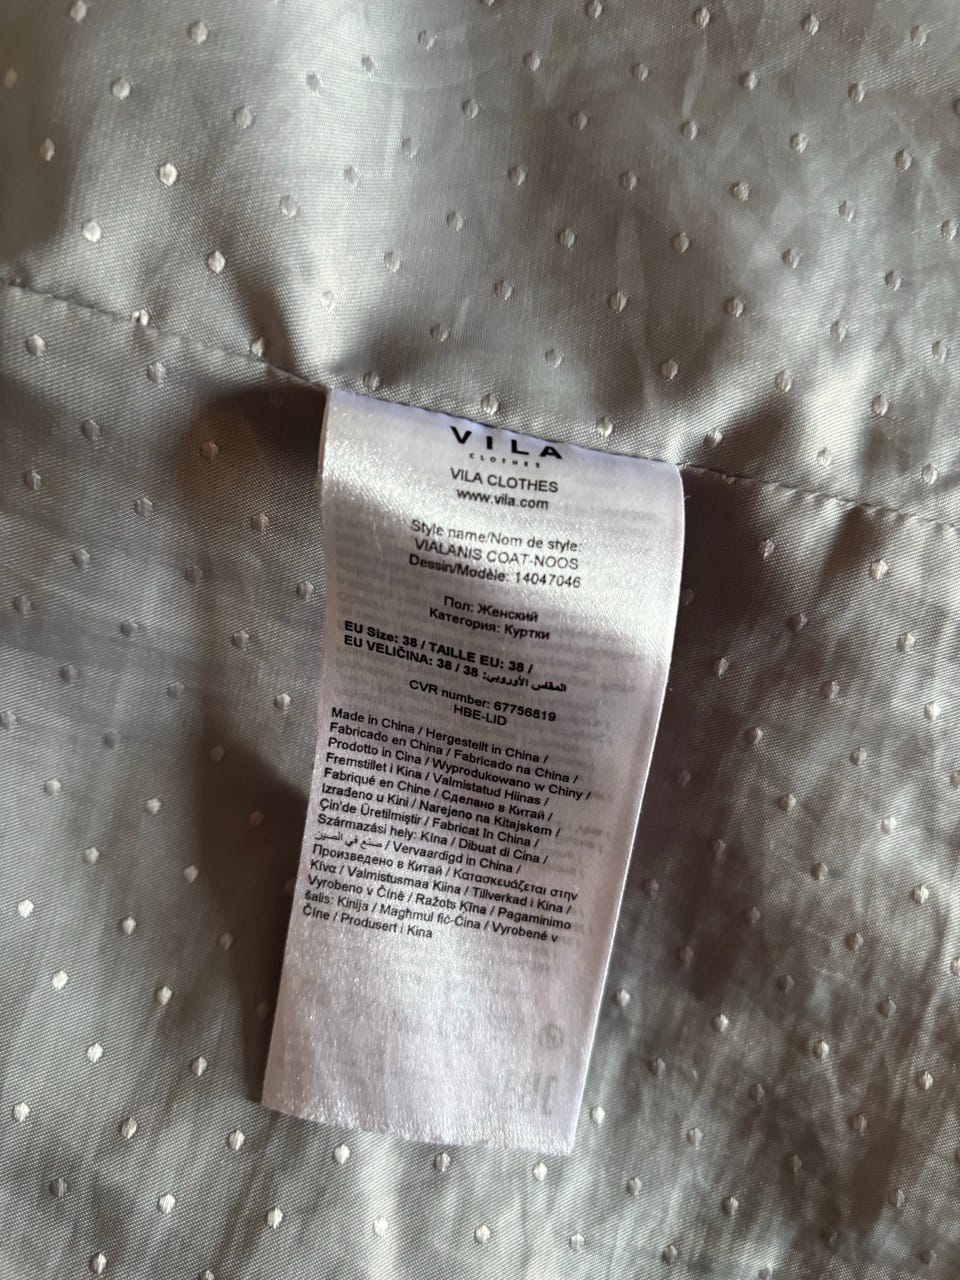 VILA
CLOTHES
VILA CLOTHES
www.vila.com
Style name/Nom de style:
VIALANIS COAT-NOOS
Dessin/Modèle: 14047046
Пол: Женский
Категория: Куртки
EU Size: 38 / TAILLE EU: 38 /
EU VELIČINA: 38 / 38 :المقاس الأوروبي
CVR number: 67756819
HBE-LID
Made in China / Hergestellt in China /
Fabricado en China / Fabricado na China /
Prodotto in Cina / Wyprodukowano w Chiny /
Fremstillet i Kina / Valmistatud Hiinas /
Fabriqué en Chine / Сделано в Китай /
Izrađeno u Kini / Narejeno na Kitajskem /
Çin'de Üretilmiştir / Fabricat în China /
Származási hely: Kína / Dibuat di Cina /
صنع في الصين / Vervaardigd in China /
Произведено в Китай / Κατασκευάζεται στην
Κίνα / Valmistusmaa Kiina / Tillverkad i Kina /
Vyrobeno v Číně / Ražots Ķīna / Pagaminimo
šalis: Kinija / Magħmul fiċ-Ċina / Vyrobené v
Číne / Produsert i Kina